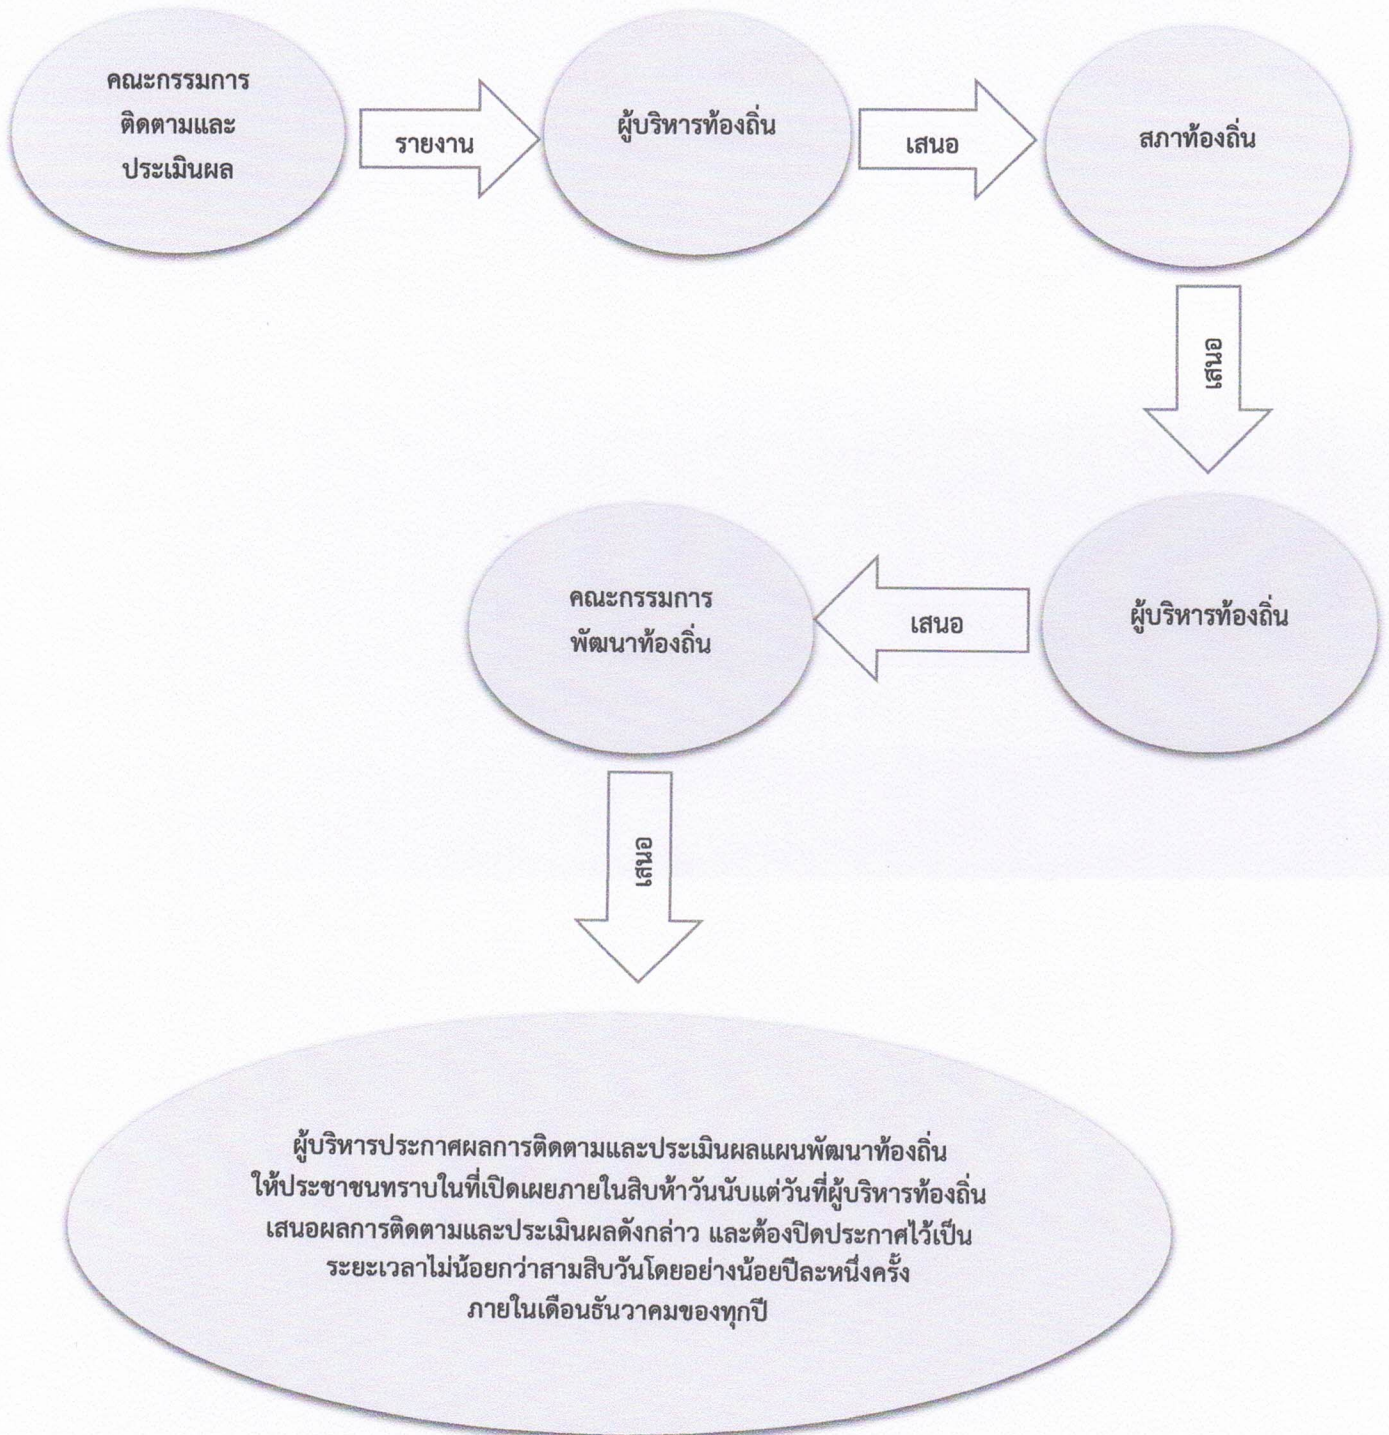 คณะกรรมการ
ติดตามและ
ประเมินผล
รายงาน
ผู้บริหารท้องถิ่น
เสนอ
สภาท้องถิ่น
เสนอ
ผู้บริหารท้องถิ่น
เสนอ
คณะกรรมการ
พัฒนาท้องถิ่น
เสนอ
ผู้บริหารประกาศผลการติดตามและประเมินผลแผนพัฒนาท้องถิ่น
ให้ประชาชนทราบในที่เปิดเผยภายในสิบห้าวันนับแต่วันที่ผู้บริหารท้องถิ่น
เสนอผลการติดตามและประเมินผลดังกล่าว และต้องปิดประกาศไว้เป็น
ระยะเวลาไม่น้อยกว่าสามสิบวันโดยอย่างน้อยปีละหนึ่งครั้ง
ภายในเดือนธันวาคมของทุกปี